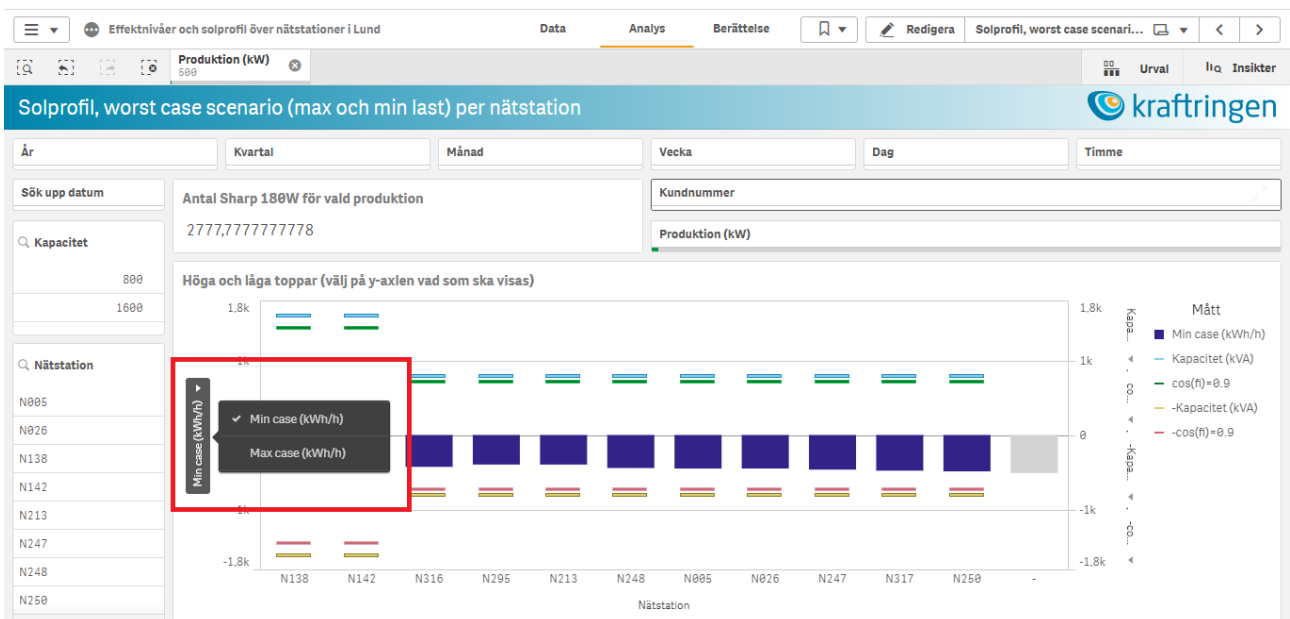 Effektnivåer och solprofil över nätstationer i Lund
Data
Analys
Berättelse
Redigera
Solprofil, worst case scenari...
Produktion (kW)
500
Urval
Insikter
Solprofil, worst case scenario (max och min last) per nätstation
kraftringen
År
Kvartal
Månad
Vecka
Dag
Timme
Sök upp datum
Antal Sharp 180W för vald produktion
2777,7777777778
Kundnummer
Produktion (kW)
Kapacitet
800
1600
Nätstation
N005
N026
N138
N142
N213
N247
N248
N250
Höga och låga toppar (välj på y-axlen vad som ska visas)
1,8k
1k
-1k
-1,8k
Min case (kWh/h)
Min case (kWh/h)
Max case (kWh/h)
N138 N142 N316 N295 N213 N248 N005 N026 N247 N317 N250 -
Nätstation
1,8k
1k
0
-1k
-1,8k
Kapa...
co...
-Kapa...
-co...
Mått
Min case (kWh/h)
Kapacitet (kVA)
cos(fi)=0.9
-Kapacitet (kVA)
-cos(fi)=0.9